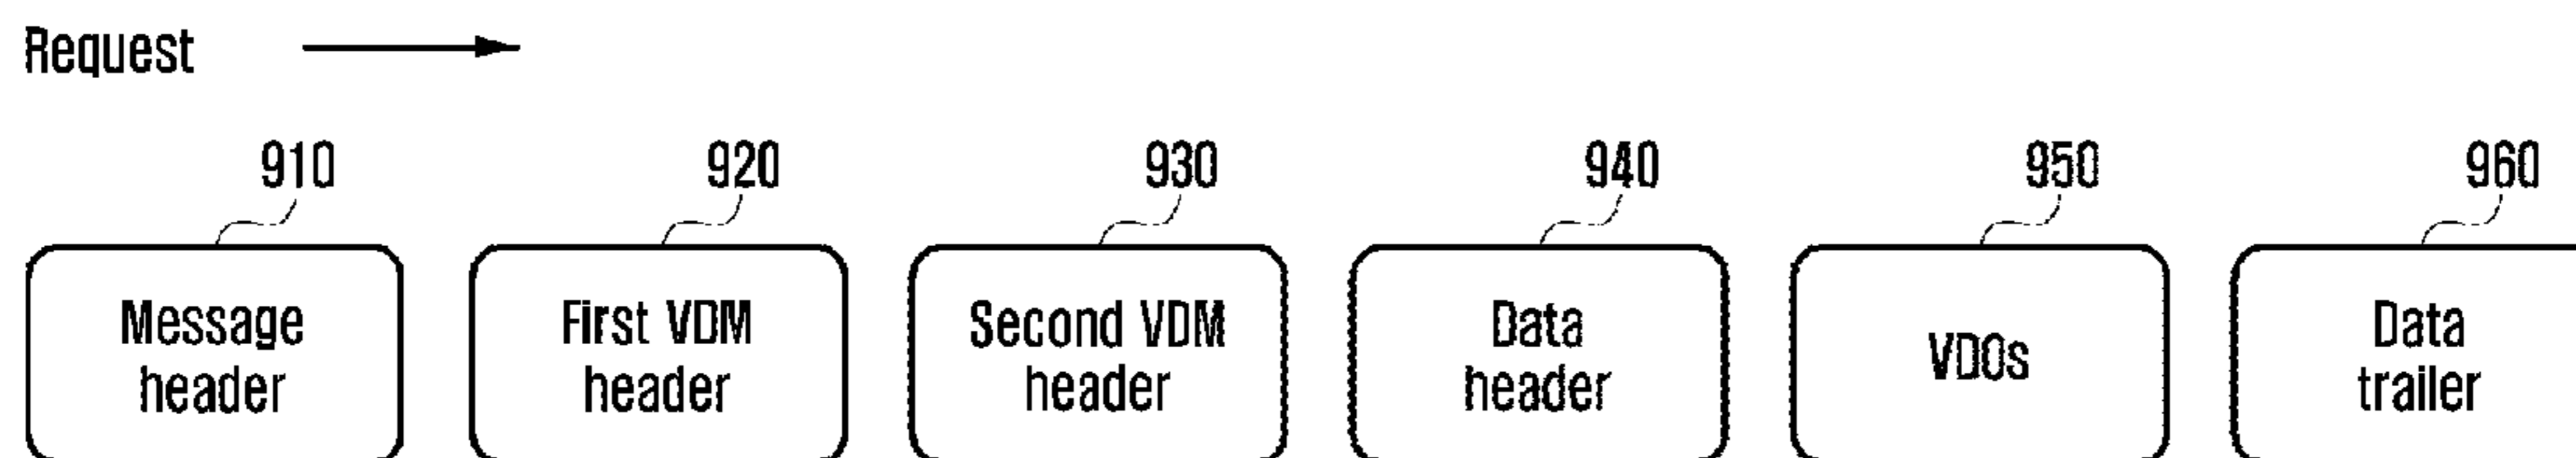 Request
910 920 930 940 950 960
Message header
First VDM header
Second VDM header
Data header
VDOs
Data trailer